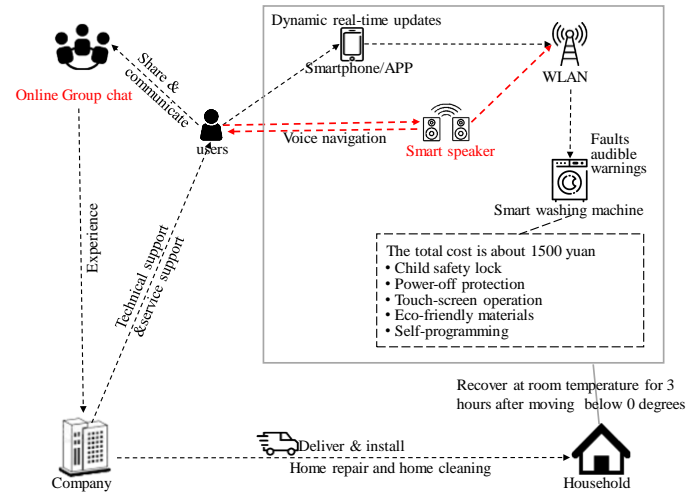 Dynamic real-time updates
Smartphone/APP
WLAN
Share &
communicate
Online Group chat
users
Voice navigation
Smart speaker
Faults
audible
warnings
Smart washing machine
The total cost is about 1500 yuan
• Child safety lock
• Power-off protection
• Touch-screen operation
• Eco-friendly materials
• Self-programming
Experience
Technical support
&service support
Recover at room temperature for 3
hours after moving below 0 degrees
Deliver & install
Home repair and home cleaning
Company
Household